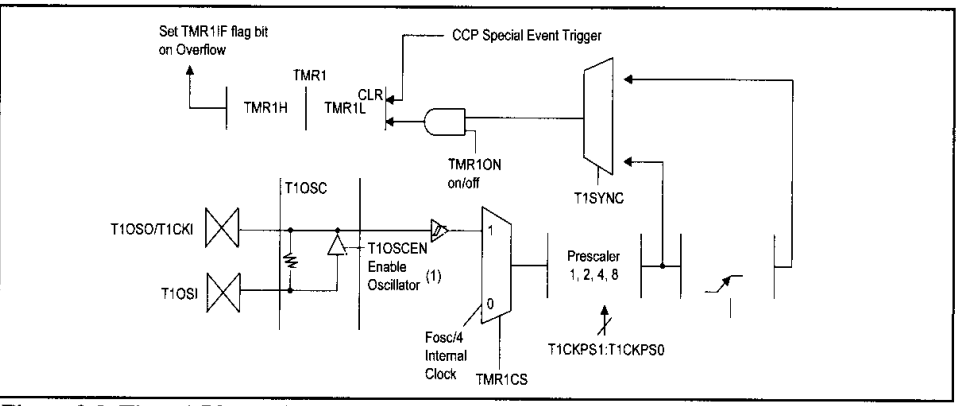 Set TMR1IF flag bit
on Overflow
CCP Special Event Trigger
TMR1
CLR
TMR1H
TMR1L
TMR1ON
on/off
T1SYNC
T1OSC
T1OSO/T1CKI
T1OSCEN
Enable
Oscillator (1)
T1OSI
1
0
Prescaler
1, 2, 4, 8
Fosc/4
Internal
Clock
TMR1CS
T1CKPS1:T1CKPS0